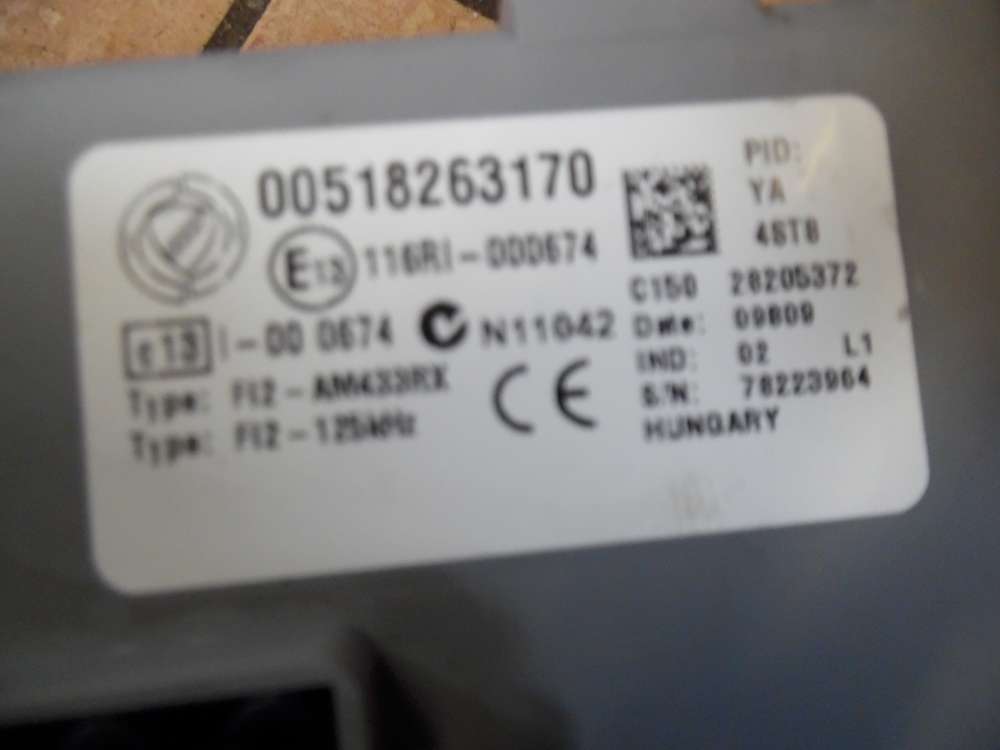 00518263170
E13 116RI-000674
e13 I-00 0674 N11042
Type: FI2-AM433RX
Type: FI2-125kHz
CE
PID:
YA
4ST8
C150 28205372
Date: 09809
IND: 02 L1
S/N: 78223964
HUNGARY